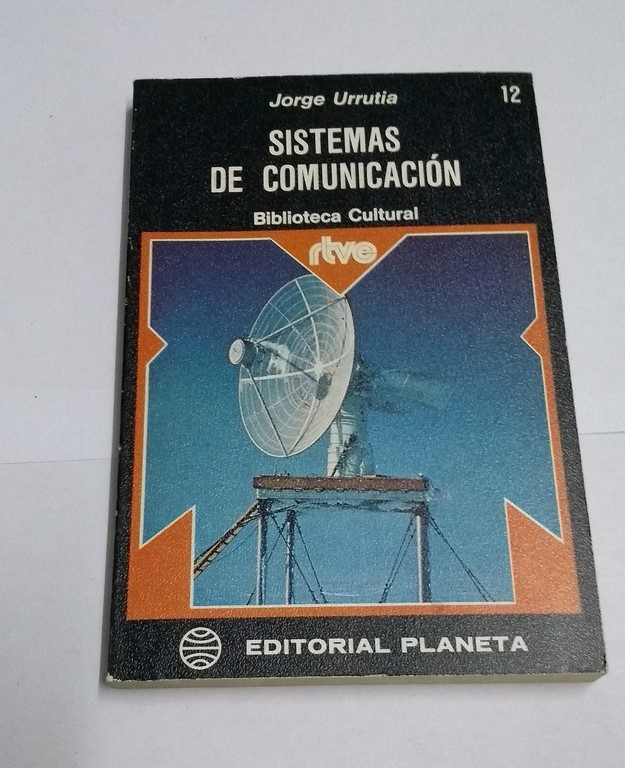 Jorge Urrutia 12
SISTEMAS
DE COMUNICACIÓN
Biblioteca Cultural
rtve
EDITORIAL PLANETA